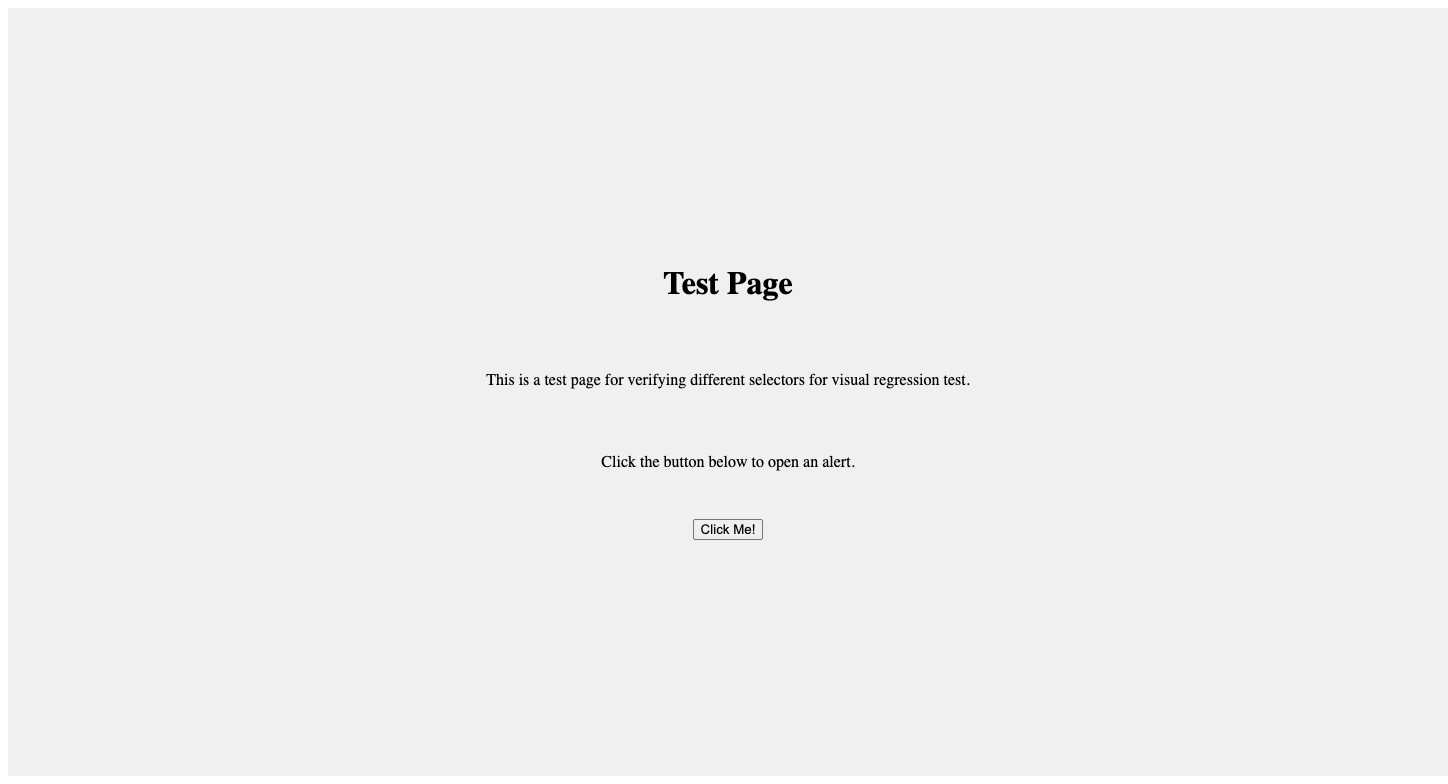 Test Page
This is a test page for verifying different selectors for visual regression test.
Click the button below to open an alert.
Click Me!